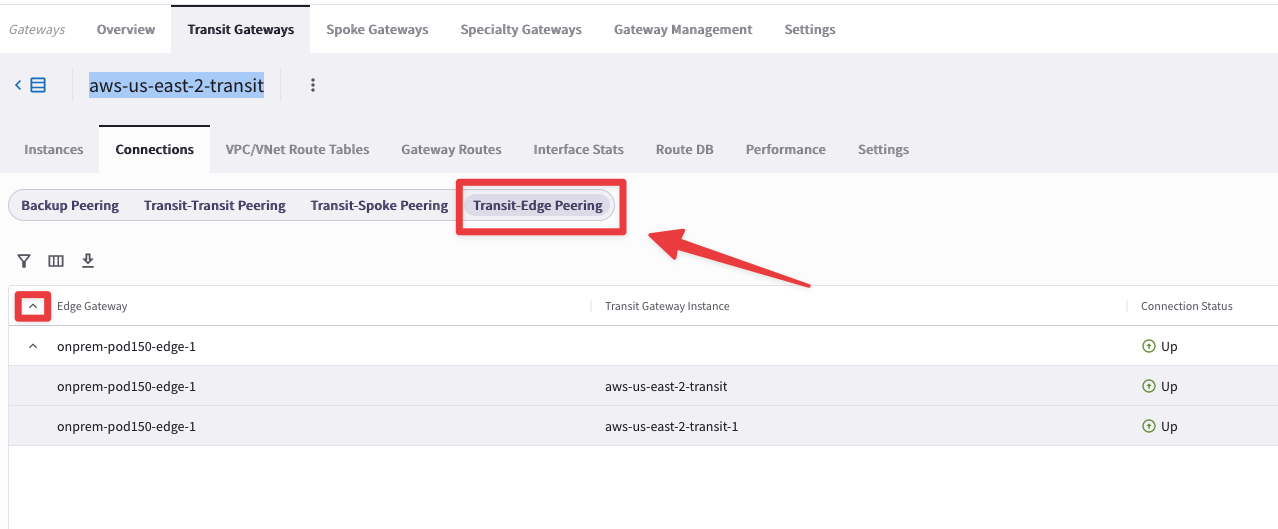 Gateways Overview Transit Gateways Spoke Gateways Specialty Gateways Gateway Management Settings
aws-us-east-2-transit
Instances Connections VPC/VNet Route Tables Gateway Routes Interface Stats Route DB Performance Settings
Backup Peering Transit-Transit Peering Transit-Spoke Peering Transit-Edge Peering
Edge Gateway Transit Gateway Instance Connection Status
onprem-pod150-edge-1 Up
onprem-pod150-edge-1 aws-us-east-2-transit Up
onprem-pod150-edge-1 aws-us-east-2-transit-1 Up